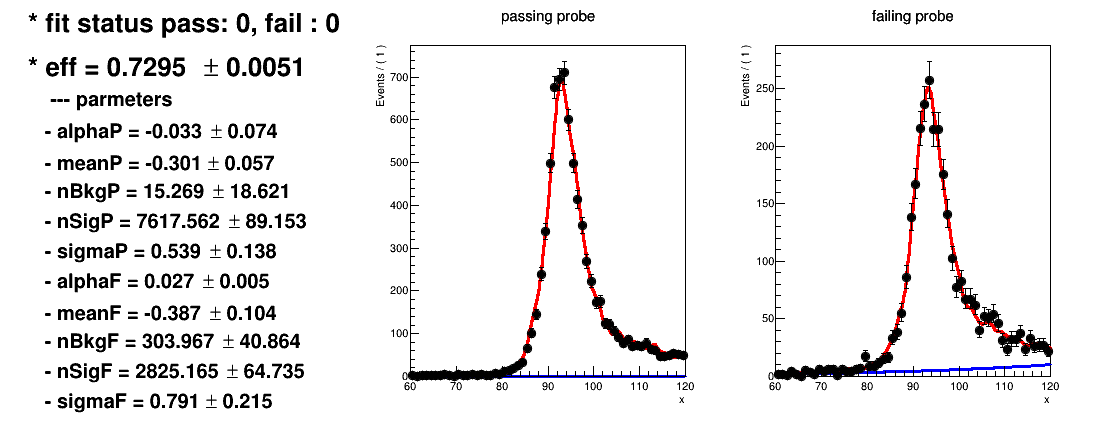 * fit status pass: 0, fail : 0
* eff = 0.7295 ± 0.0051
--- parmeters
- alphaP = -0.033 ± 0.074
- meanP = -0.301 ± 0.057
- nBkgP = 15.269 ± 18.621
- nSigP = 7617.562 ± 89.153
- sigmaP = 0.539 ± 0.138
- alphaF = 0.027 ± 0.005
- meanF = -0.387 ± 0.104
- nBkgF = 303.967 ± 40.864
- nSigF = 2825.165 ± 64.735
- sigmaF = 0.791 ± 0.215
passing probe
Events / ( 1 )
700
600
500
400
300
200
100
0
60 70 80 90 100 110 120
x
failing probe
Events / ( 1 )
250
200
150
100
50
0
60 70 80 90 100 110 120
x